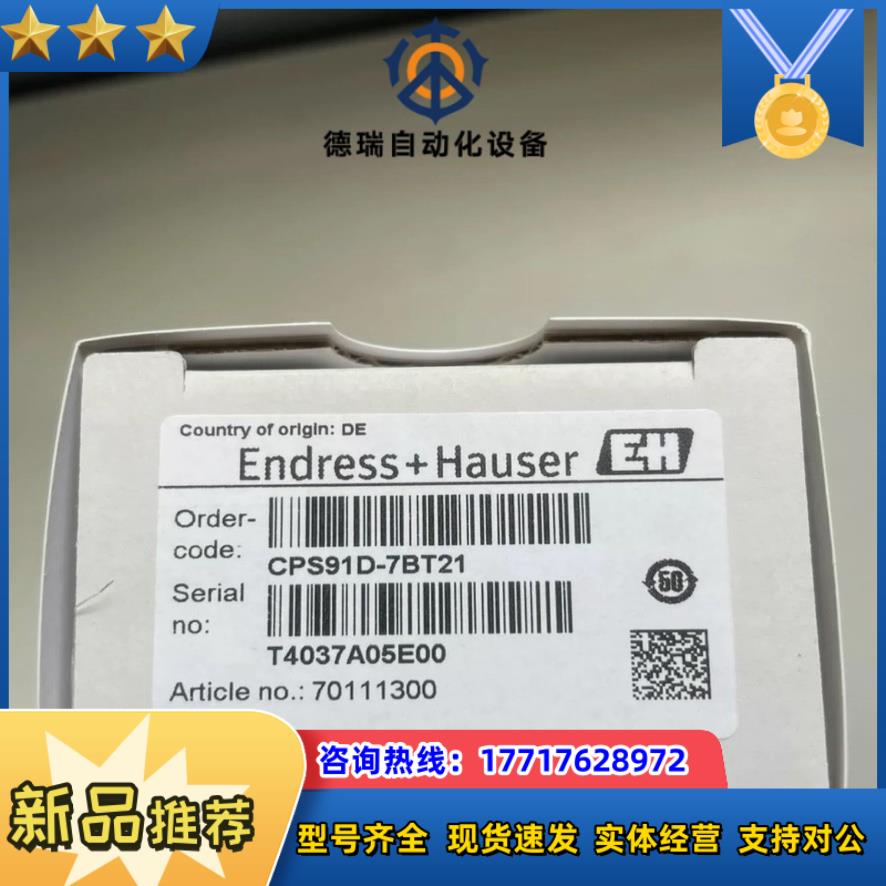 德瑞自动化设备
Country of origin: DE
Endress+Hauser EH
Order-
code:
CPS91D-7BT21
Serial
no:
T4037A05E00
50
Article no.: 70111300
咨询热线：17717628972
新品推荐
型号齐全 现货速发 实体经营 支持对公